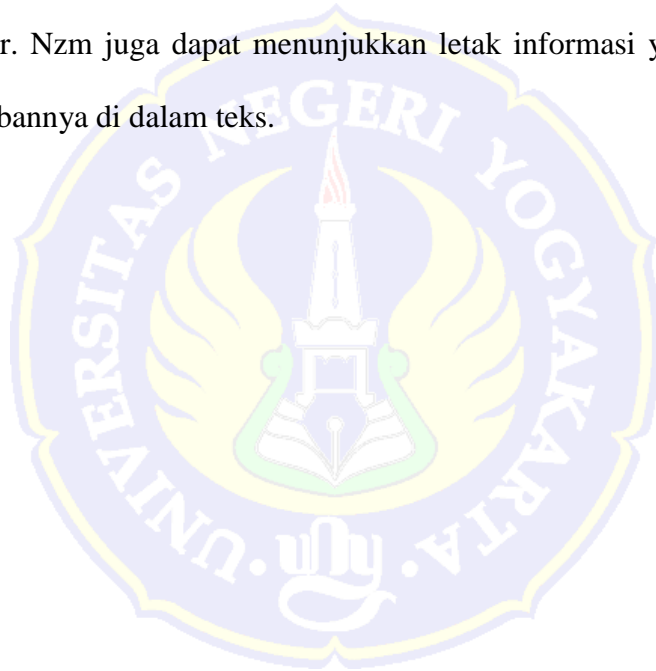 r. Nzm juga dapat menunjukkan letak informasi y
bannya di dalam teks.
UNIVERSITAS NEGERI YOGYAKARTA
uny